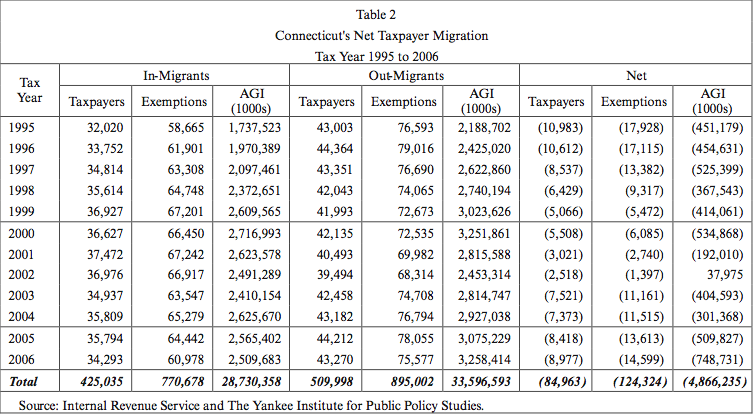 Table 2
Connecticut's Net Taxpayer Migration
Tax Year 1995 to 2006
Tax Year In-Migrants Out-Migrants Net
Taxpayers Exemptions AGI (1000s) Taxpayers Exemptions AGI (1000s) Taxpayers Exemptions AGI (1000s)
1995 32,020 58,665 1,737,523 43,003 76,593 2,188,702 (10,983) (17,928) (451,179)
1996 33,752 61,901 1,970,389 44,364 79,016 2,425,020 (10,612) (17,115) (454,631)
1997 34,814 63,308 2,097,461 43,351 76,690 2,622,860 (8,537) (13,382) (525,399)
1998 35,614 64,748 2,372,651 42,043 74,065 2,740,194 (6,429) (9,317) (367,543)
1999 36,927 67,201 2,609,565 41,993 72,673 3,023,626 (5,066) (5,472) (414,061)
2000 36,627 66,450 2,716,993 42,135 72,535 3,251,861 (5,508) (6,085) (534,868)
2001 37,472 67,242 2,623,578 40,493 69,982 2,815,588 (3,021) (2,740) (192,010)
2002 36,976 66,917 2,491,289 39,494 68,314 2,453,314 (2,518) (1,397) 37,975
2003 34,937 63,547 2,410,154 42,458 74,708 2,814,747 (7,521) (11,161) (404,593)
2004 35,809 65,279 2,625,670 43,182 76,794 2,927,038 (7,373) (11,515) (301,368)
2005 35,794 64,442 2,565,402 44,212 78,055 3,075,229 (8,418) (13,613) (509,827)
2006 34,293 60,978 2,509,683 43,270 75,577 3,258,414 (8,977) (14,599) (748,731)
Total 425,035 770,678 28,730,358 509,998 895,002 33,596,593 (84,963) (124,324) (4,866,235)
Source: Internal Revenue Service and The Yankee Institute for Public Policy Studies.